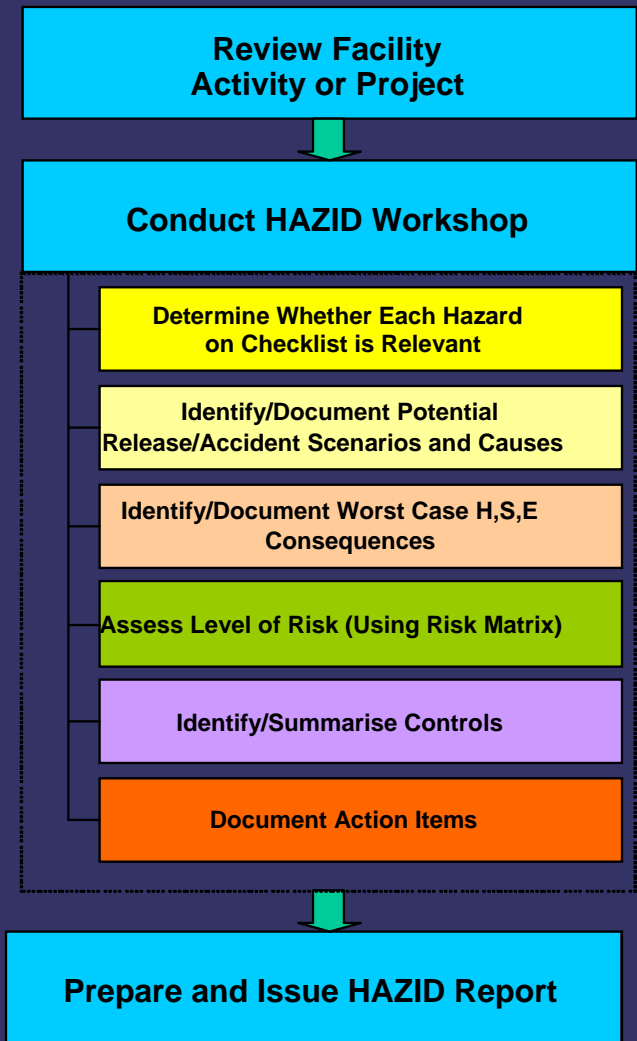 Review Facility
Activity or Project
Conduct HAZID Workshop
Determine Whether Each Hazard
on Checklist is Relevant
Identify/Document Potential
Release/Accident Scenarios and Causes
Identify/Document Worst Case H,S,E
Consequences
Assess Level of Risk (Using Risk Matrix)
Identify/Summarise Controls
Document Action Items
Prepare and Issue HAZID Report